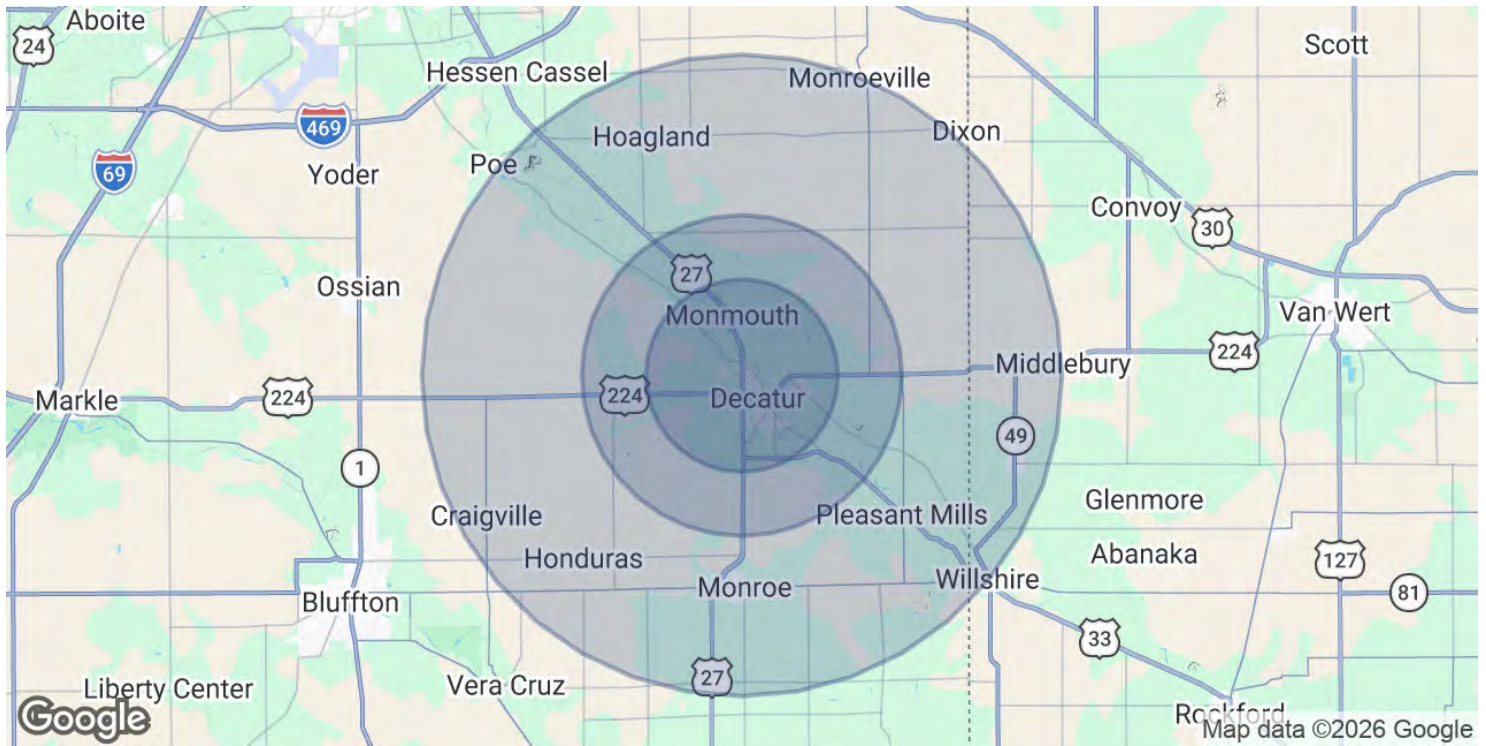 Aboite
24
Scott
Hessen Cassel
Monroeville
469
Hoagland
Dixon
69
Yoder
Poe
Convoy
30
27
Ossian
Monmouth
Van Wert
224
Middlebury
Markle
224
224
Decatur
49
1
Craigville
Pleasant Mills
Glenmore
Honduras
Abanaka
127
Willshire
Monroe
81
Bluffton
33
Liberty Center
Vera Cruz
27
Rockford
Google
Map data ©2026 Google